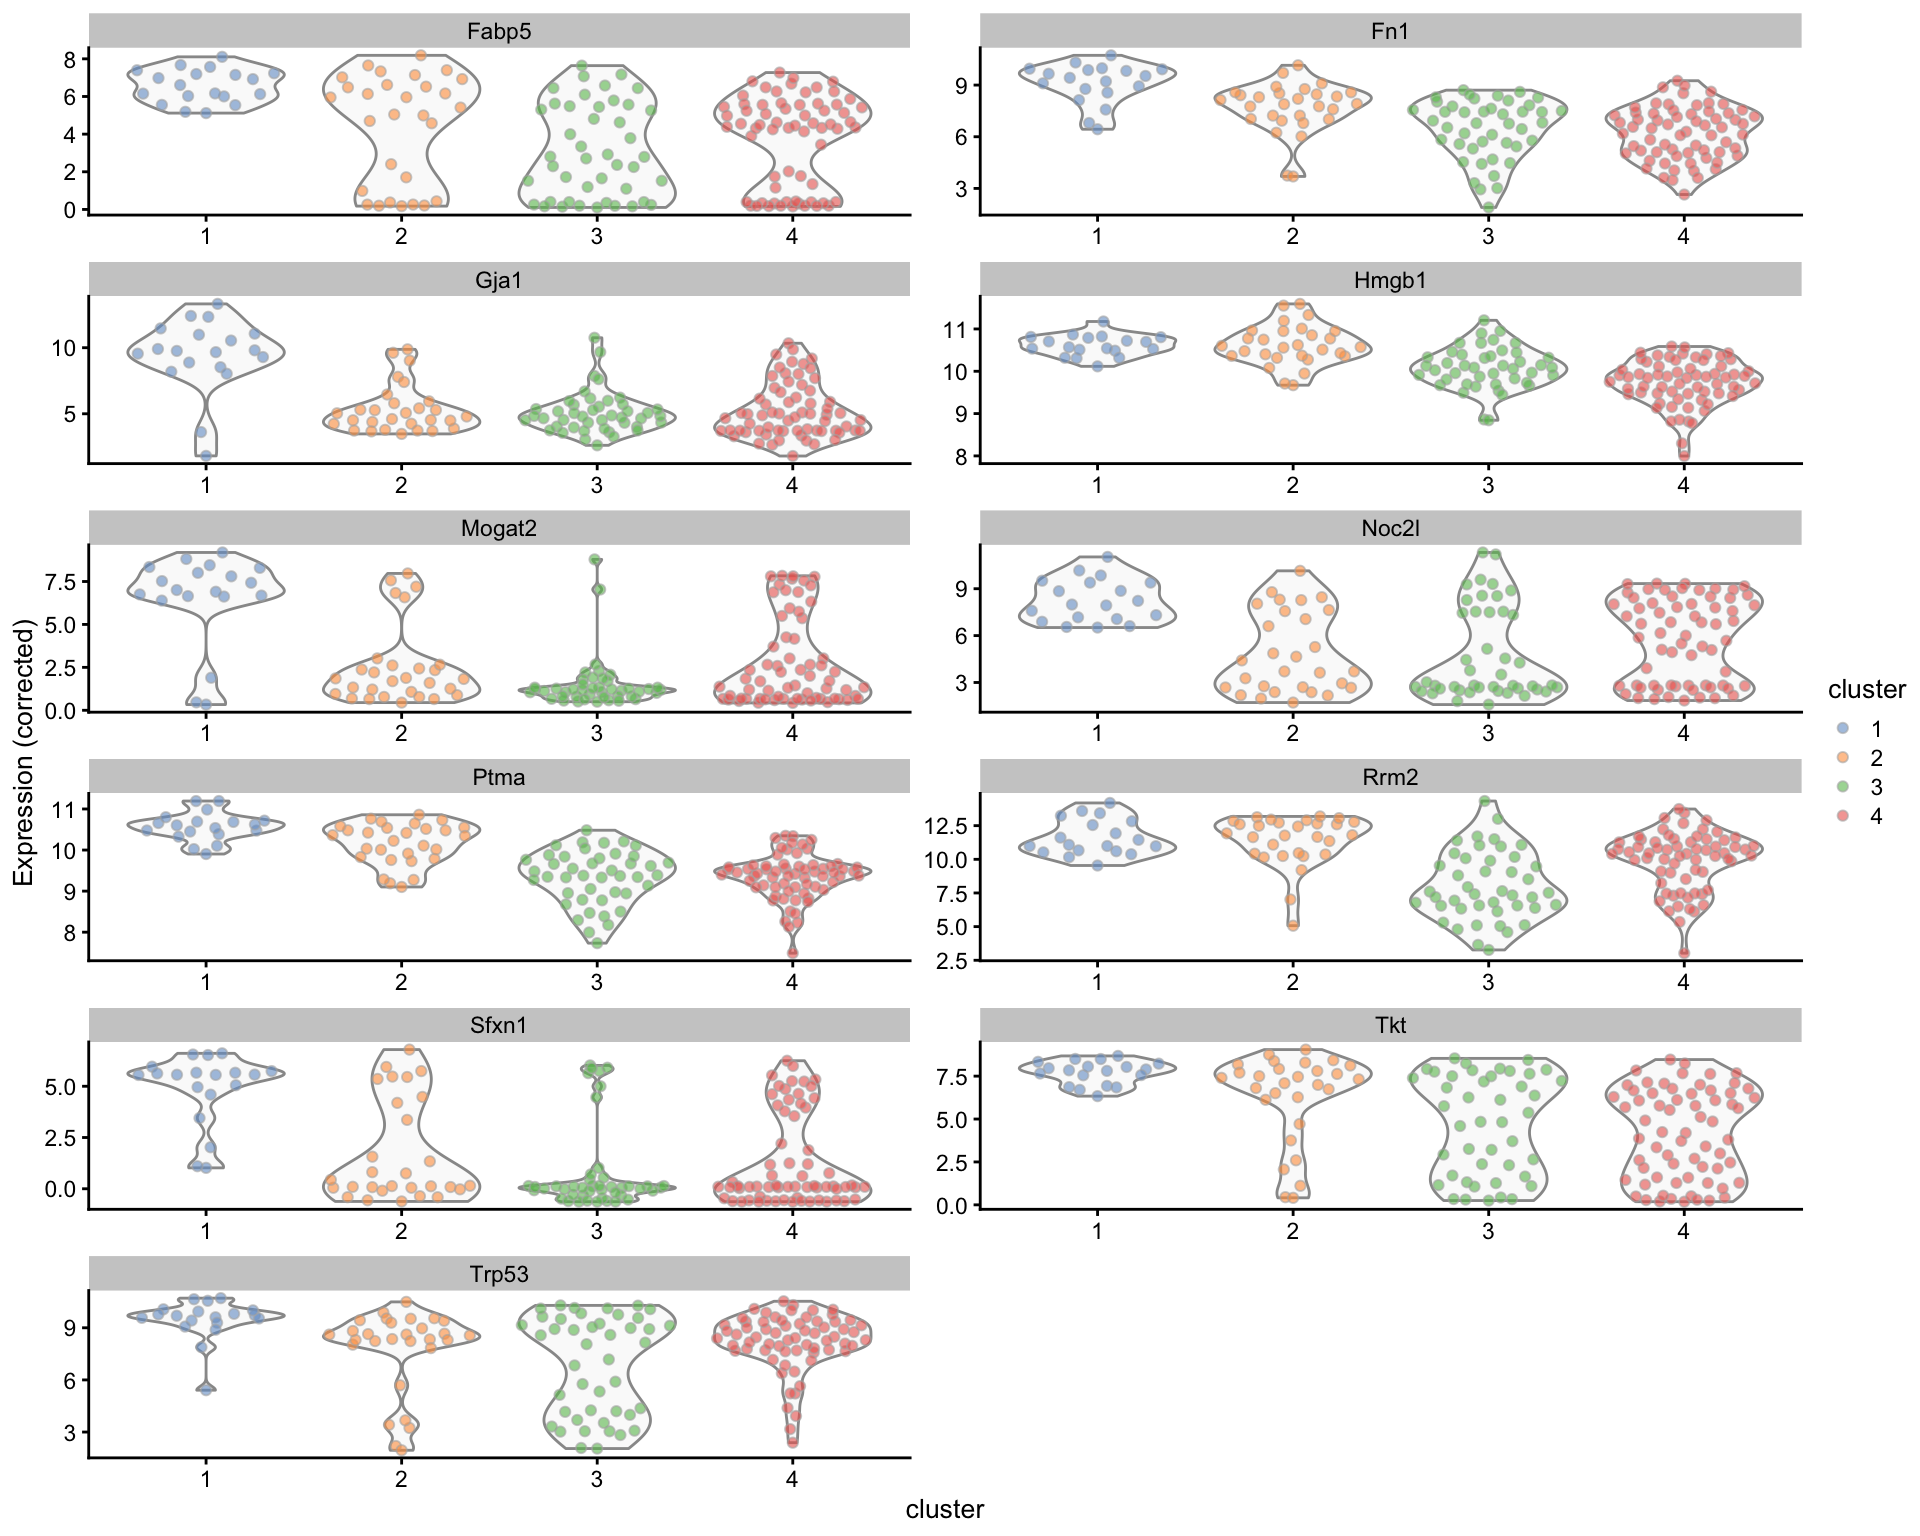 Fabp5 Fn1
8
6
4
2
0
9
6
3
1 2 3 4 1 2 3 4
Gja1 Hmgb1
10
5
11
10
9
8
1 2 3 4 1 2 3 4
Mogat2 Noc2l
7.5
5.0
2.5
0.0
9
6
3
1 2 3 4 1 2 3 4
Expression (corrected)
cluster
1
2
3
4
Ptma Rrm2
11
10
9
8
12.5
10.0
7.5
5.0
2.5
1 2 3 4 1 2 3 4
Sfxn1 Tkt
5.0
2.5
0.0
7.5
5.0
2.5
0.0
1 2 3 4 1 2 3 4
Trp53
9
6
3
1 2 3 4
cluster